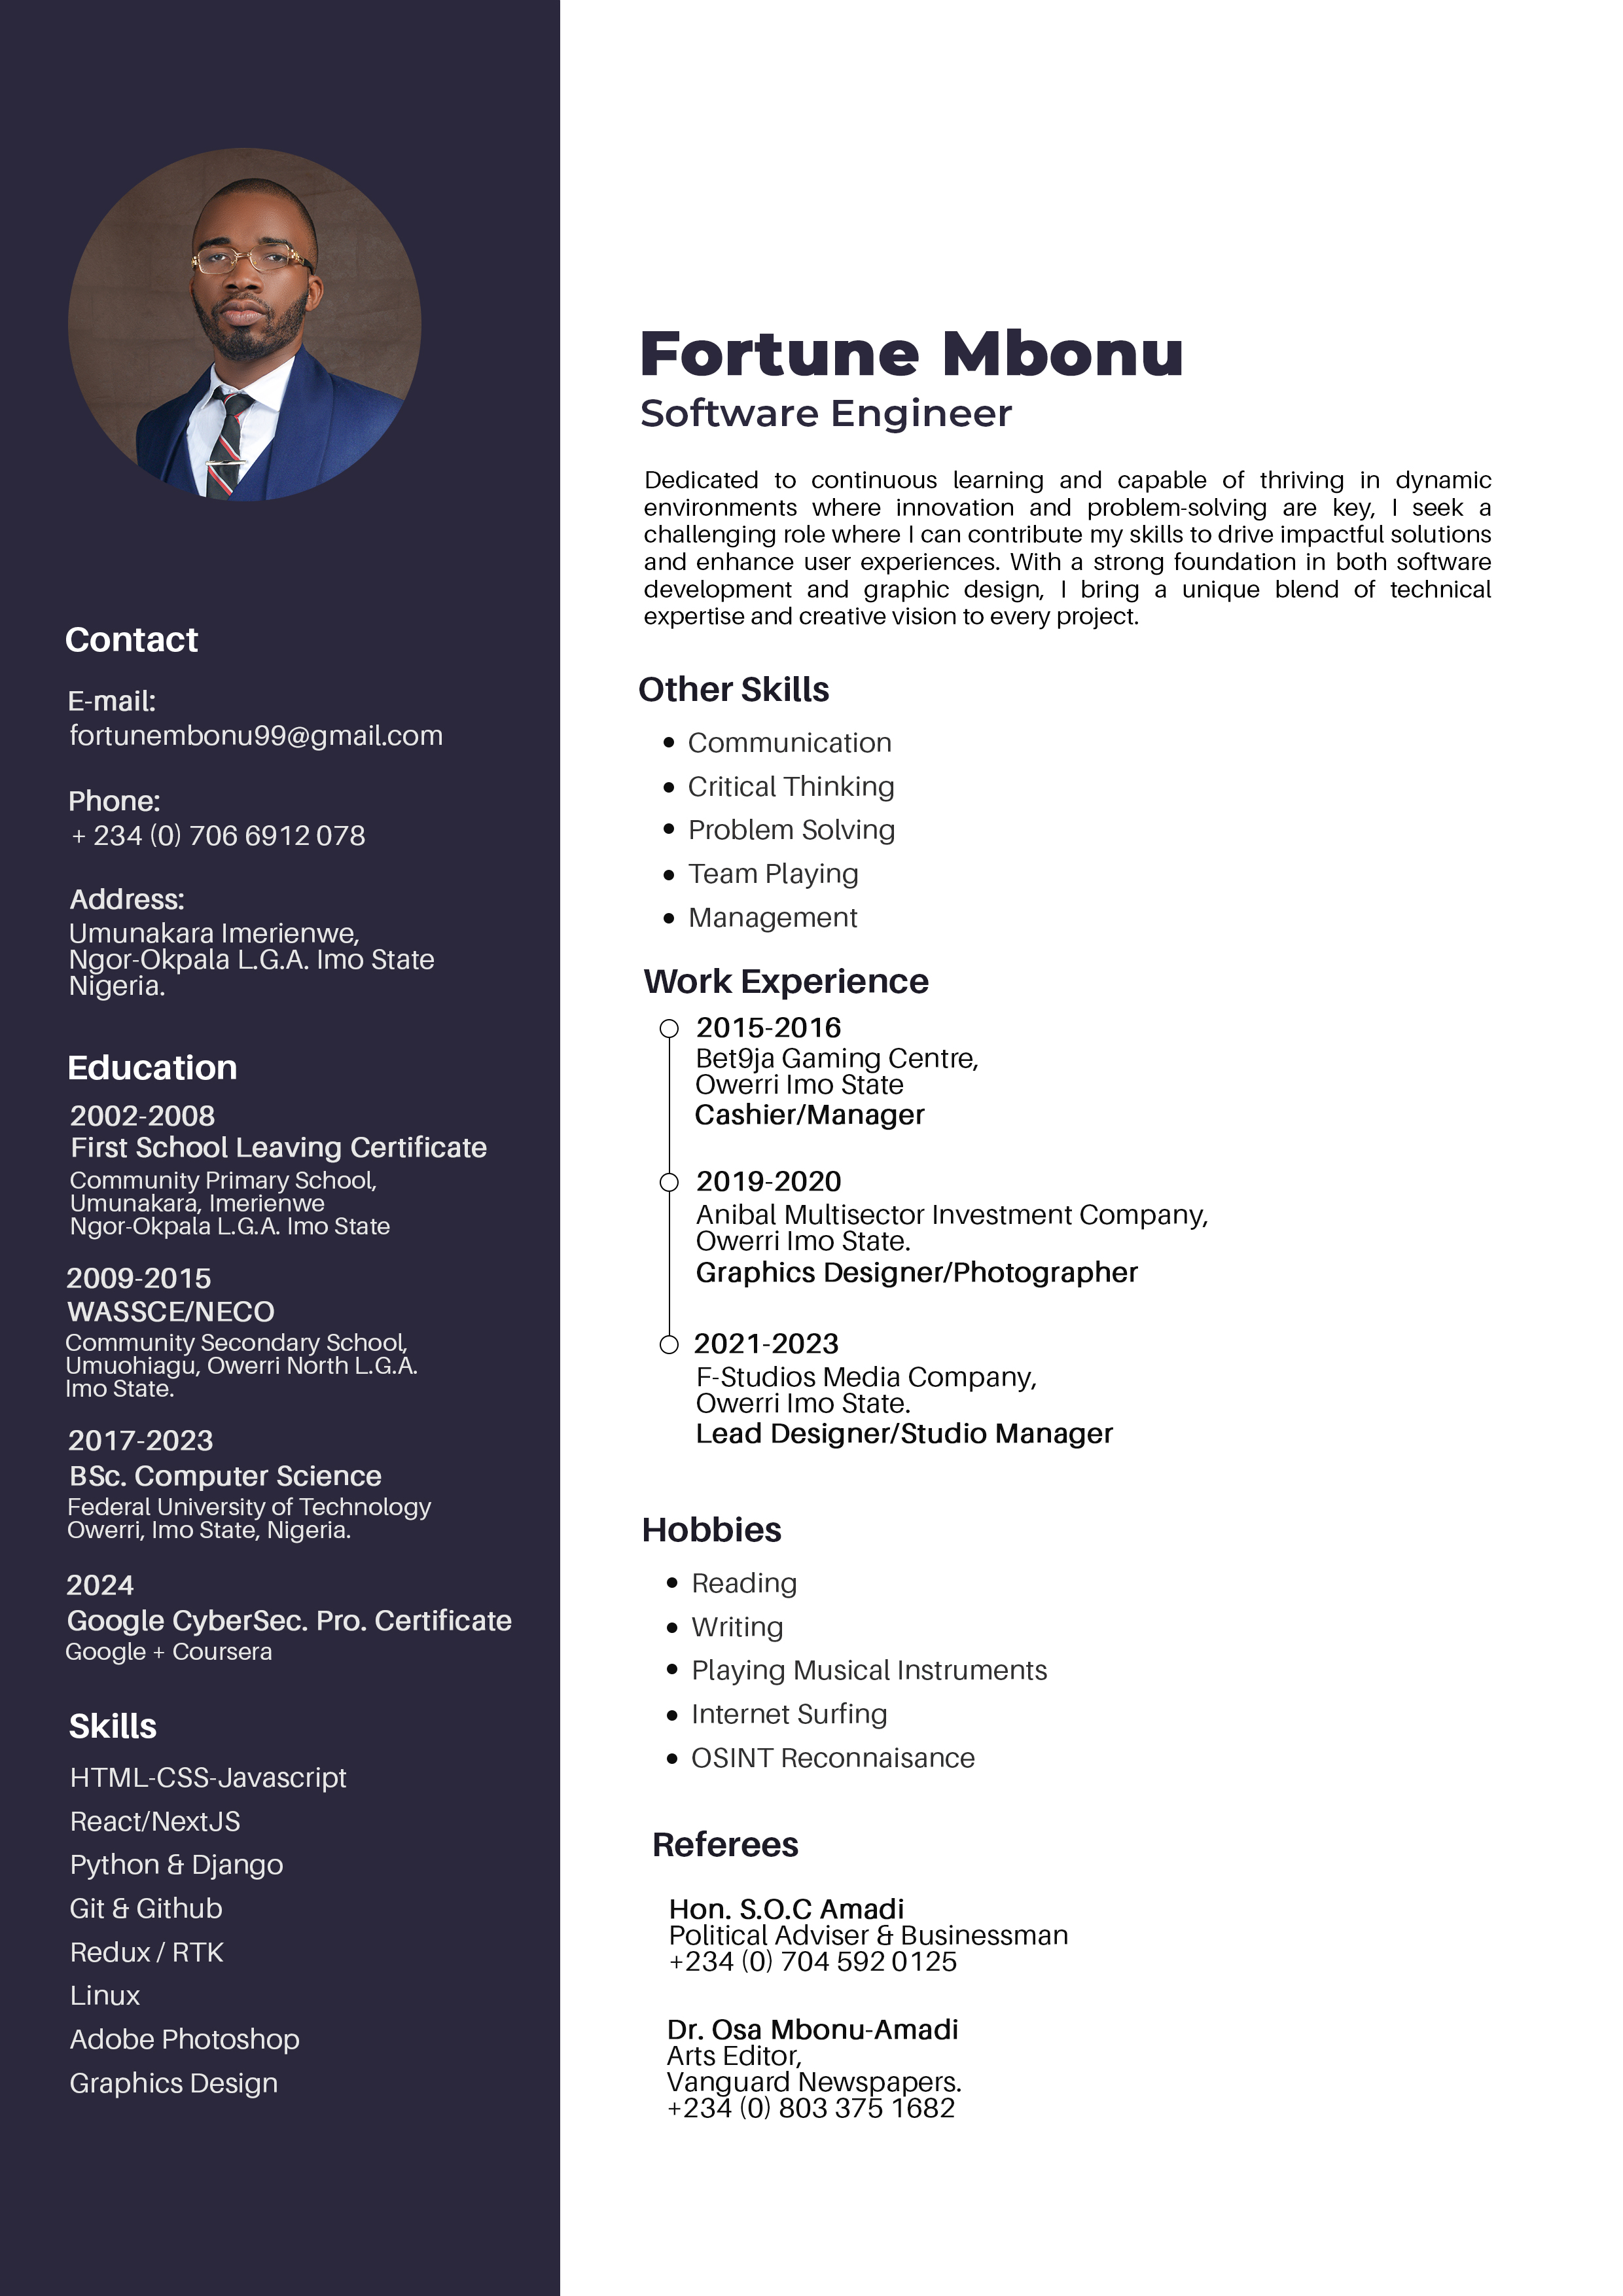 Contact
E-mail:
fortunembonu99@gmail.com
Phone:
+ 234 (0) 706 6912 078
Address:
Umunakara Imerienwe,
Ngor-Okpala L.G.A. Imo State
Nigeria.
Education
2002-2008
First School Leaving Certificate
Community Primary School,
Umunakara, Imerienwe
Ngor-Okpala L.G.A. Imo State
2009-2015
WASSCE/NECO
Community Secondary School,
Umuohiagu, Owerri North L.G.A.
Imo State.
2017-2023
BSc. Computer Science
Federal University of Technology
Owerri, Imo State, Nigeria.
2024
Google CyberSec. Pro. Certificate
Google + Coursera
Skills
HTML-CSS-Javascript
React/NextJS
Python & Django
Git & Github
Redux / RTK
Linux
Adobe Photoshop
Graphics Design
Fortune Mbonu
Software Engineer
Dedicated to continuous learning and capable of thriving in dynamic
environments where innovation and problem-solving are key, I seek a
challenging role where I can contribute my skills to drive impactful solutions
and enhance user experiences. With a strong foundation in both software
development and graphic design, I bring a unique blend of technical
expertise and creative vision to every project.
Other Skills
• Communication
• Critical Thinking
• Problem Solving
• Team Playing
• Management
Work Experience
2015-2016
Bet9ja Gaming Centre,
Owerri Imo State
Cashier/Manager
2019-2020
Anibal Multisector Investment Company,
Owerri Imo State.
Graphics Designer/Photographer
2021-2023
F-Studios Media Company,
Owerri Imo State.
Lead Designer/Studio Manager
Hobbies
• Reading
• Writing
• Playing Musical Instruments
• Internet Surfing
• OSINT Reconnaisance
Referees
Hon. S.O.C Amadi
Political Adviser & Businessman
+234 (0) 704 592 0125
Dr. Osa Mbonu-Amadi
Arts Editor,
Vanguard Newspapers.
+234 (0) 803 375 1682